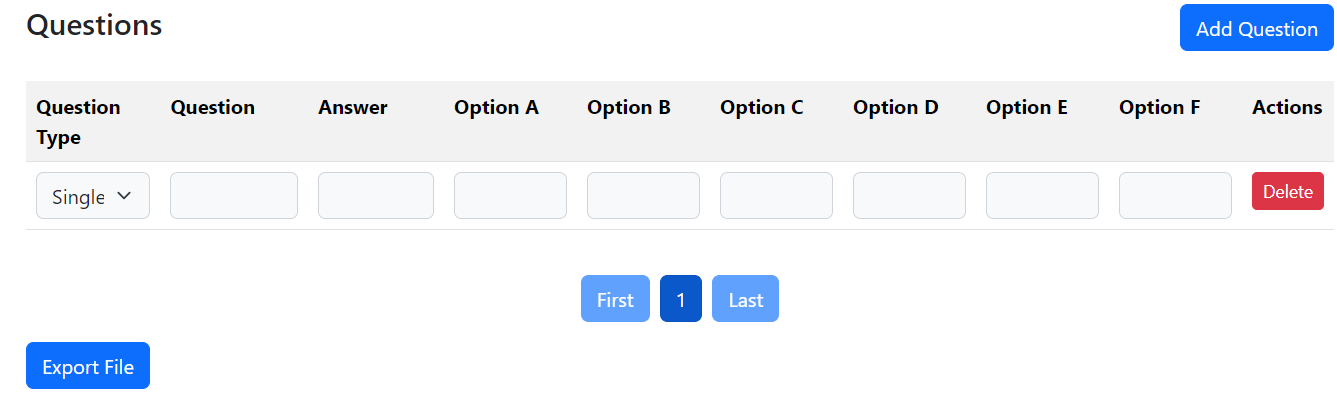 Questions
Add Question
Question Type Question Answer Option A Option B Option C Option D Option E Option F Actions
Single Delete
First 1 Last
Export File